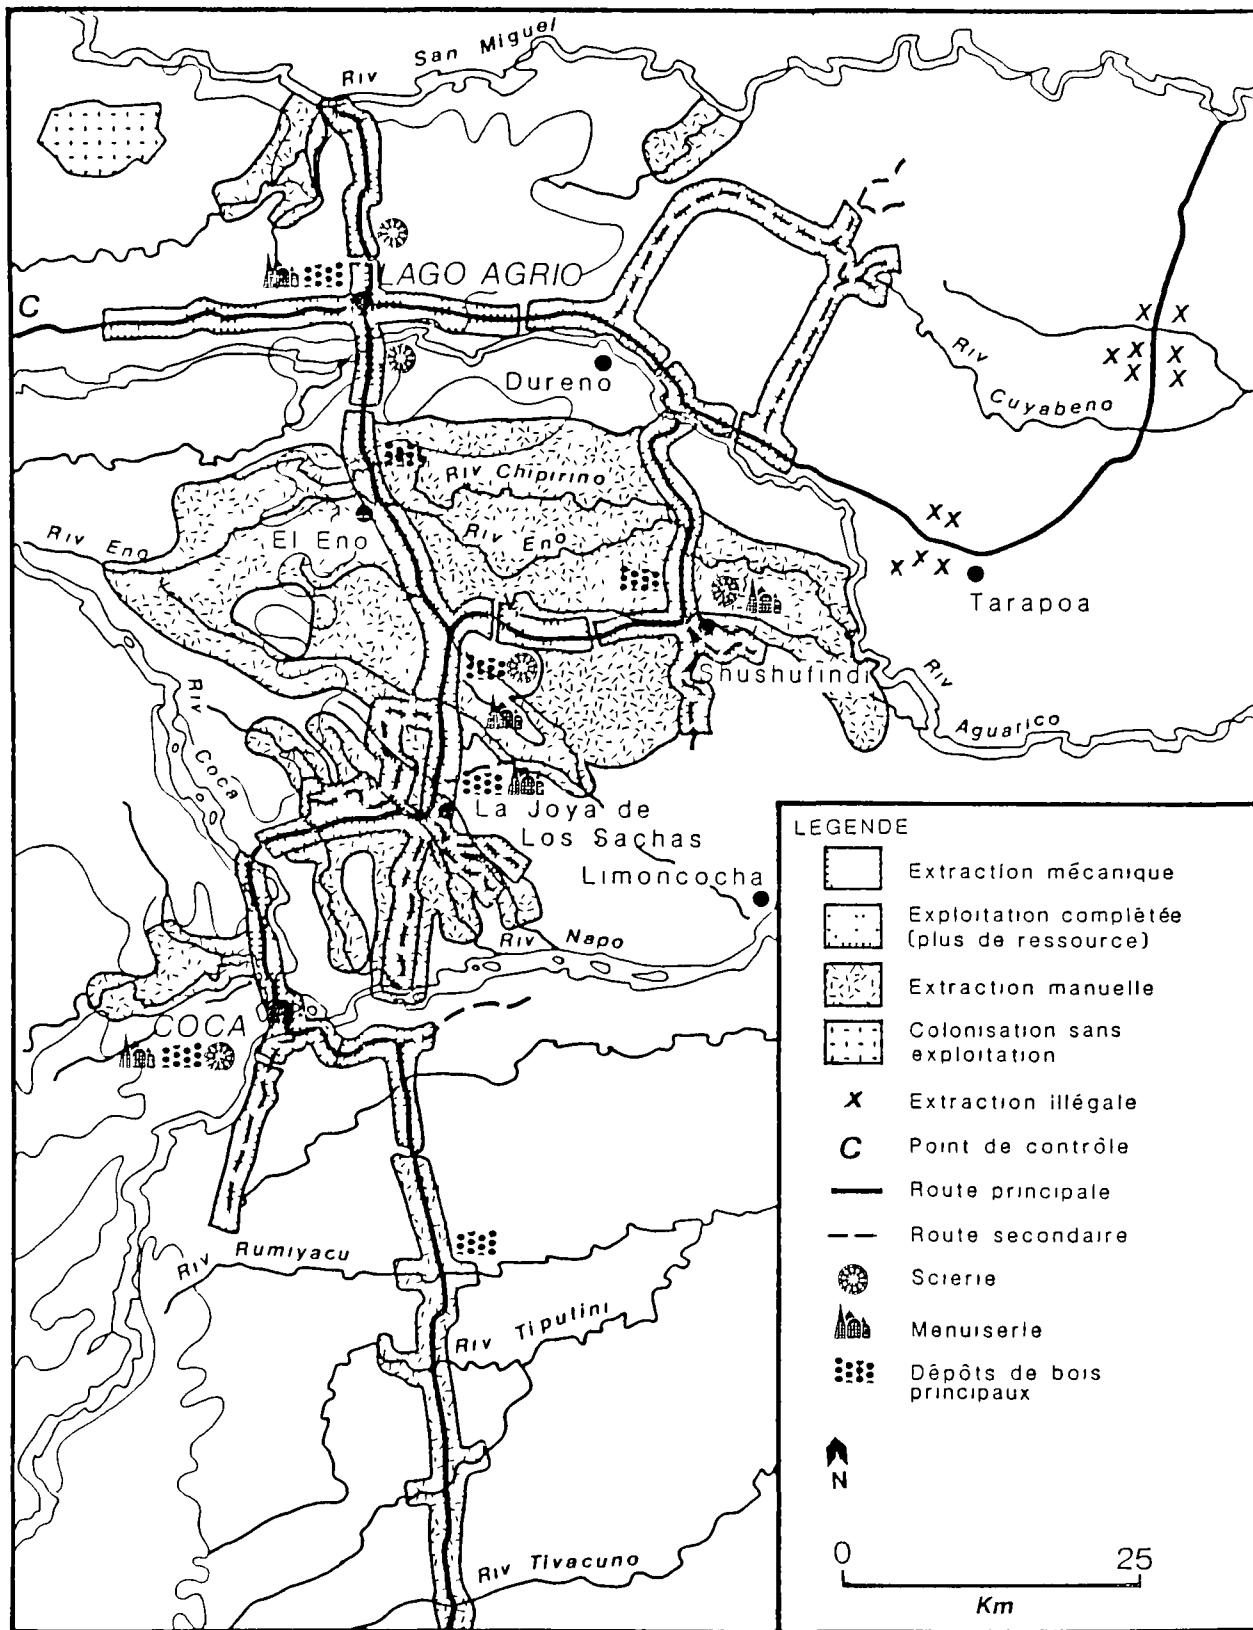 Riv San Miguel
LAGO AGRIO
C
Dureno
Riv Cuyabeno
X X
X X X
X X
Riv Chipirino
Riv Eno
El Eno
Riv Eno
X X
X X X
Tarapoa
Shushufindi
Riv Aguarico
Riv Coca
La Joya de
Los Sachas
Limoncocha
Riv Napo
COCA
Riv Rumiyacu
Riv Tiputini
Riv Tivacuno
LEGENDE
Extraction mécanique
Exploitation complètée
(plus de ressource)
Extraction manuelle
Colonisation sans
exploitation
X Extraction illégale
C Point de contrôle
Route principale
Route secondaire
Scierie
Menuiserie
Dépôts de bois
principaux
N
0 25
Km